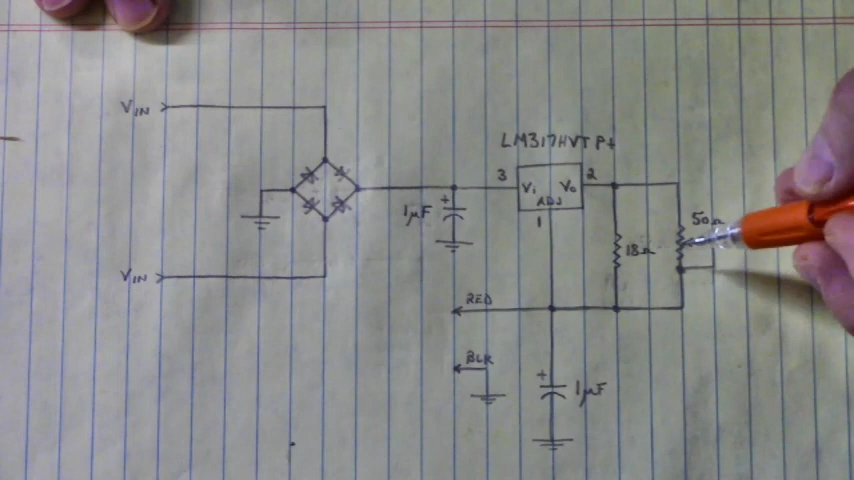 VIN
LM317HVT P+
3
VI
VO
2
ADJ
1
1µF
50Ω
18Ω
VIN
RED
BLK
+
1µF
+